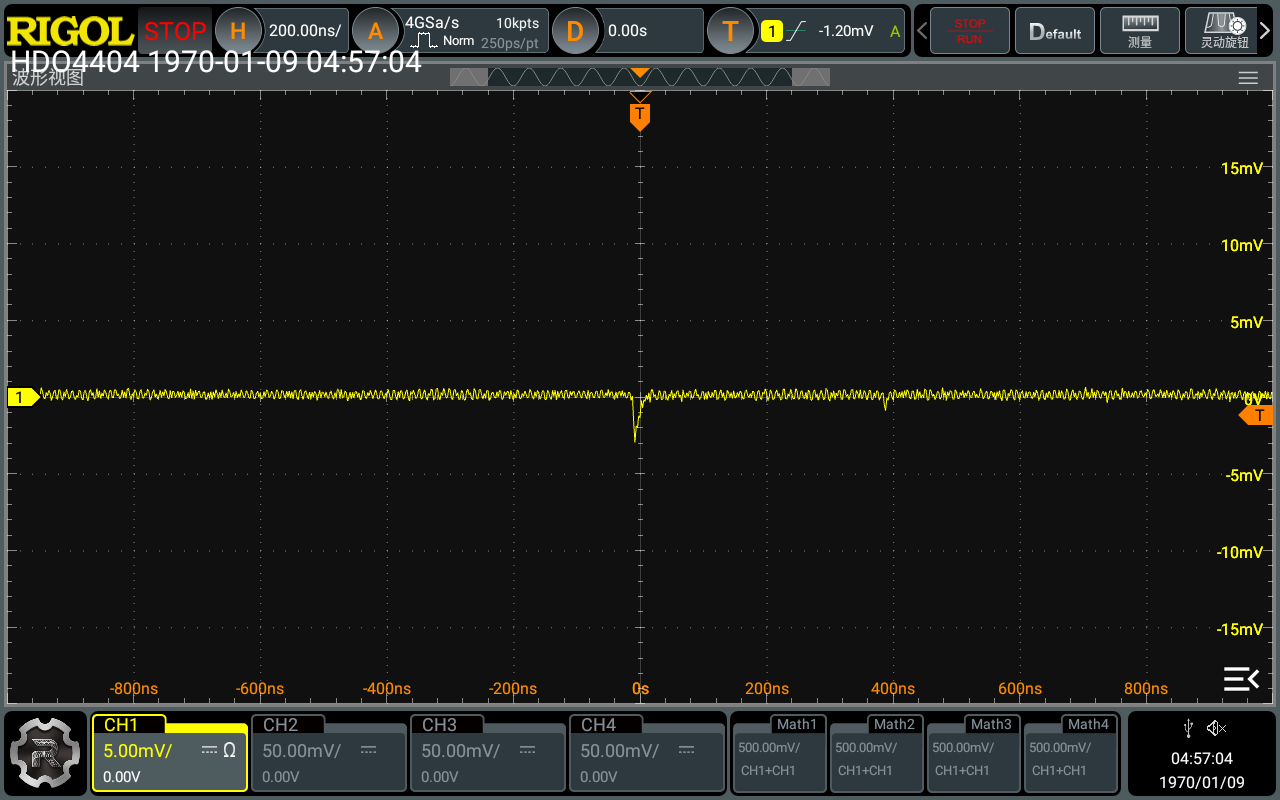 RIGOL STOP H 200.00ns/ A 4GSa/s 10kpts Norm 250ps/pt D 0.00s T 1 -1.20mV A STOP RUN Default 测量 灵动旋钮
HDO4404 1970-01-09 04:57:04
波形视图
T
15mV
10mV
5mV
1
0V
T
-5mV
-10mV
-15mV
-800ns -600ns -400ns -200ns 0s 200ns 400ns 600ns 800ns
CH1 CH2 CH3 CH4 Math1 Math2 Math3 Math4
5.00mV/ Ω 50.00mV/ 50.00mV/ 50.00mV/ 500.00mV/ 500.00mV/ 500.00mV/ 500.00mV/
0.00V 0.00V 0.00V 0.00V CH1+CH1 CH1+CH1 CH1+CH1 CH1+CH1
04:57:04
1970/01/09